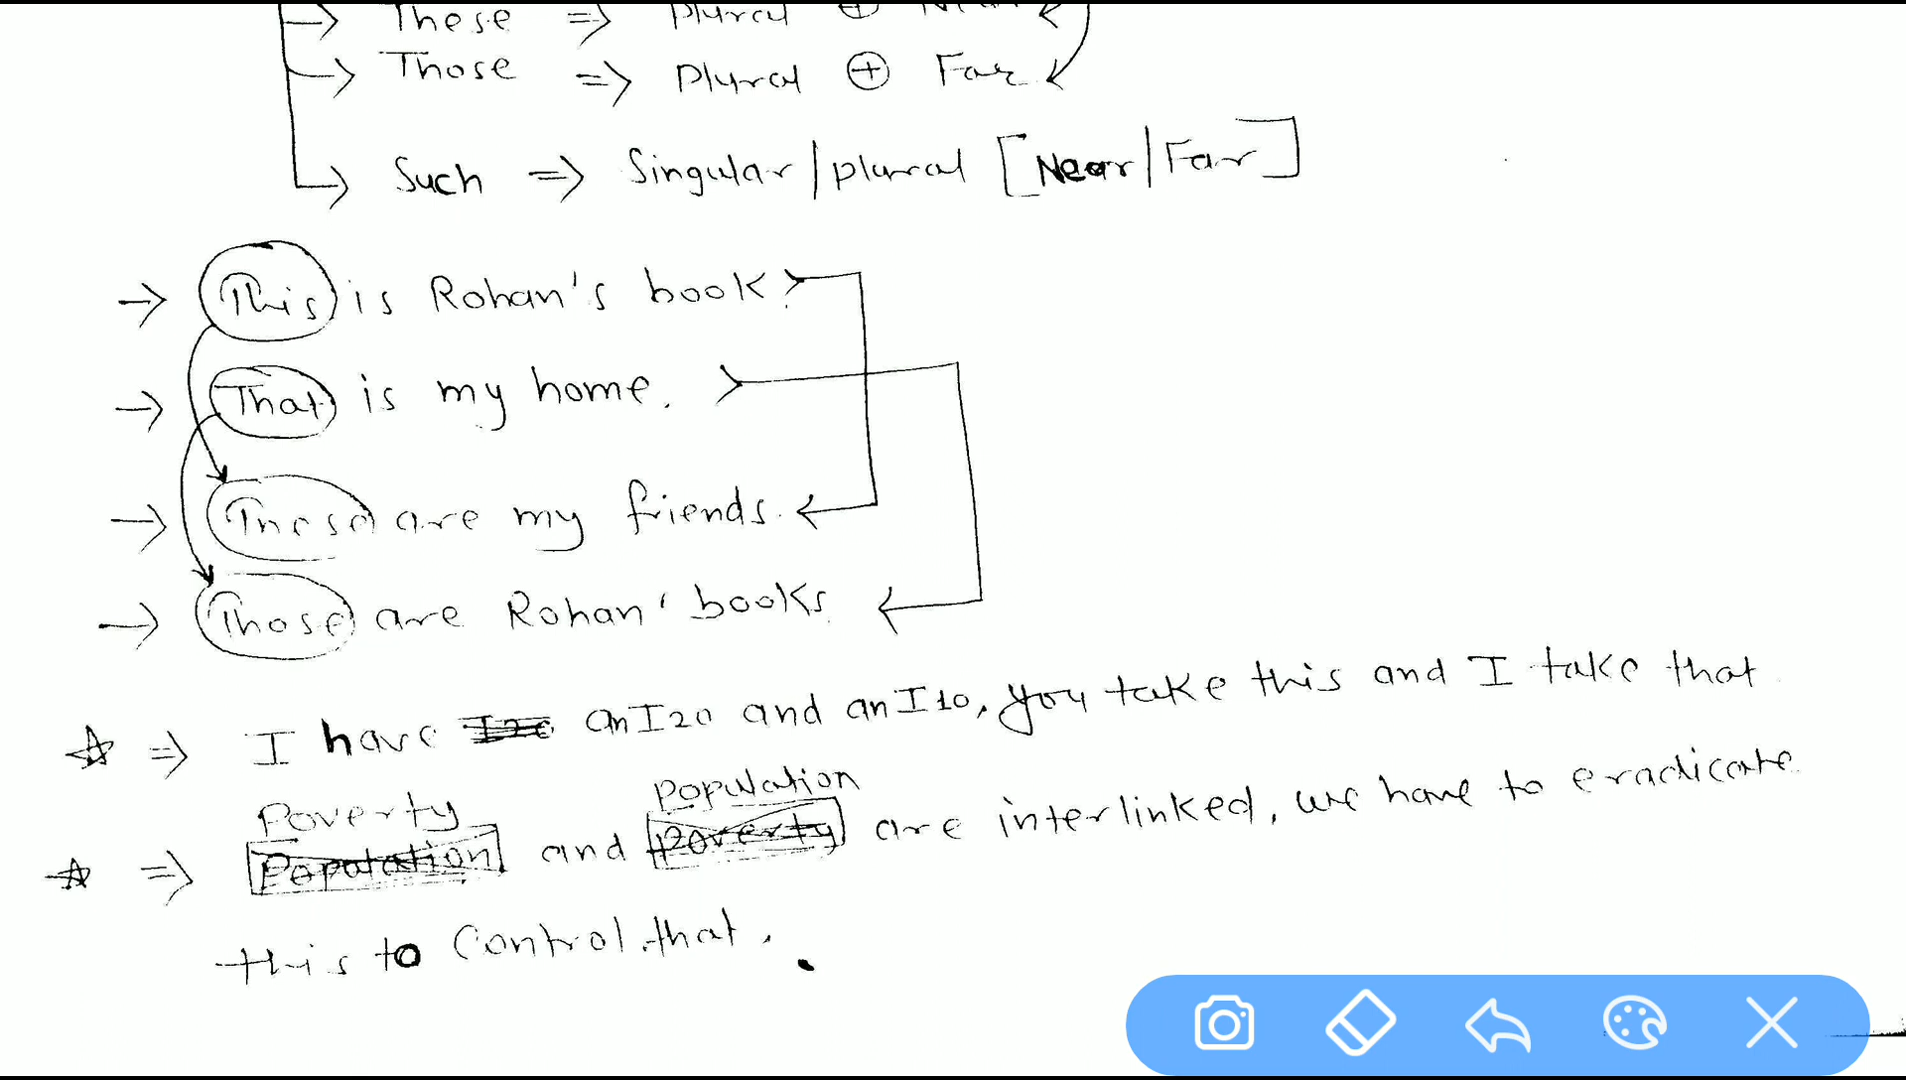 These => Plural ⊕ Near
Those => Plural ⊕ Far
Such => Singular/plural [Near/Far]
→ This is Rohan's book
→ That is my home.
→ These are my friends.
→ Those are Rohan' books
☆ => I have an I20 and an I10, you take this and I take that
Poverty Population
☆ => Population and Poverty are interlinked, we have to eradicate
this to control that.